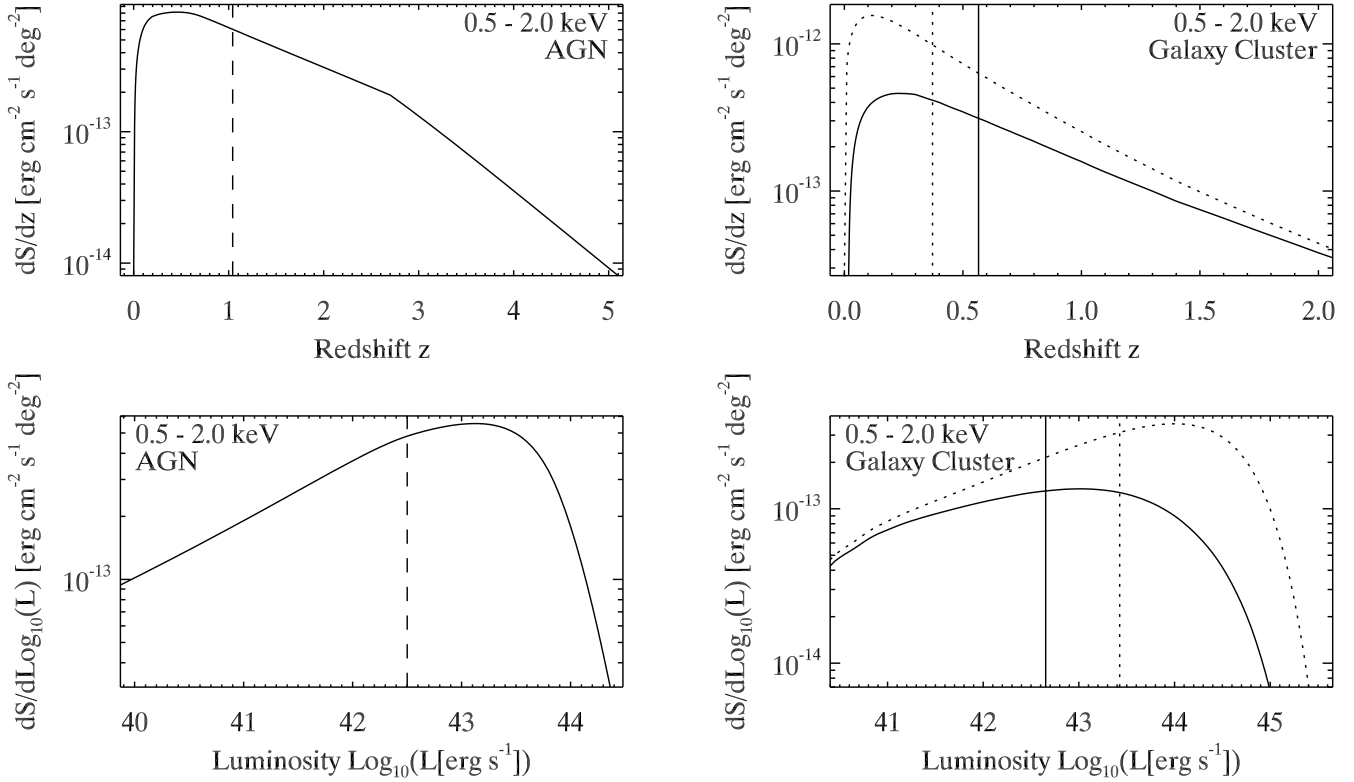 0.5 - 2.0 keV
AGN
dS/dz [erg cm⁻² s⁻¹ deg⁻²]
10⁻¹³
10⁻¹⁴
0 1 2 3 4 5
Redshift z
0.5 - 2.0 keV
Galaxy Cluster
dS/dz [erg cm⁻² s⁻¹ deg⁻²]
10⁻¹²
10⁻¹³
0.0 0.5 1.0 1.5 2.0
Redshift z
0.5 - 2.0 keV
AGN
dS/dLog₁₀(L) [erg cm⁻² s⁻¹ deg⁻²]
10⁻¹³
40 41 42 43 44
Luminosity Log₁₀(L[erg s⁻¹])
0.5 - 2.0 keV
Galaxy Cluster
dS/dLog₁₀(L) [erg cm⁻² s⁻¹ deg⁻²]
10⁻¹³
10⁻¹⁴
41 42 43 44 45
Luminosity Log₁₀(L[erg s⁻¹])